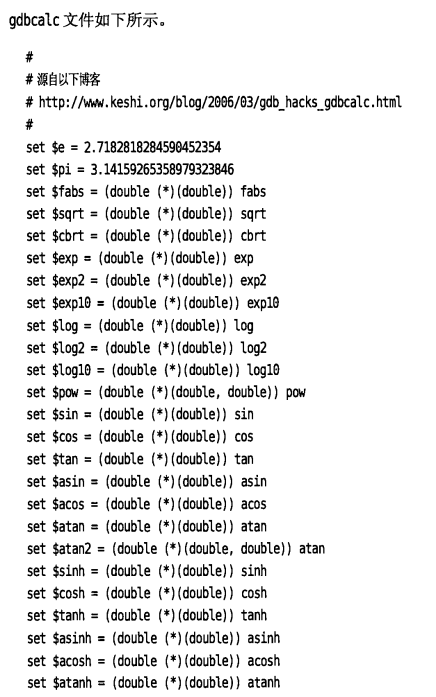 gdbcalc 文件如下所示。
#
# 源自以下博客
# http://www.keshi.org/blog/2006/03/gdb_hacks_gdbcalc.html
#
set $e = 2.7182818284590452354
set $pi = 3.14159265358979323846
set $fabs = (double (*)(double)) fabs
set $sqrt = (double (*)(double)) sqrt
set $cbrt = (double (*)(double)) cbrt
set $exp = (double (*)(double)) exp
set $exp2 = (double (*)(double)) exp2
set $exp10 = (double (*)(double)) exp10
set $log = (double (*)(double)) log
set $log2 = (double (*)(double)) log2
set $log10 = (double (*)(double)) log10
set $pow = (double (*)(double, double)) pow
set $sin = (double (*)(double)) sin
set $cos = (double (*)(double)) cos
set $tan = (double (*)(double)) tan
set $asin = (double (*)(double)) asin
set $acos = (double (*)(double)) acos
set $atan = (double (*)(double)) atan
set $atan2 = (double (*)(double, double)) atan
set $sinh = (double (*)(double)) sinh
set $cosh = (double (*)(double)) cosh
set $tanh = (double (*)(double)) tanh
set $asinh = (double (*)(double)) asinh
set $acosh = (double (*)(double)) acosh
set $atanh = (double (*)(double)) atanh